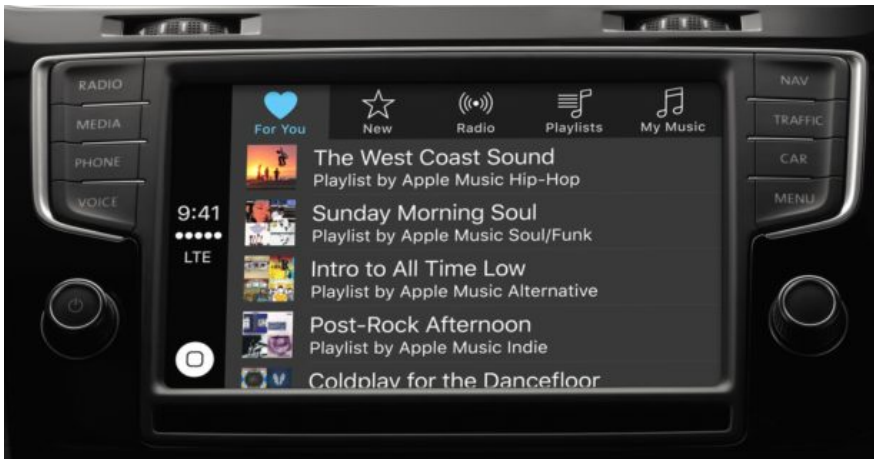 RADIO
MEDIA
PHONE
VOICE
NAV
TRAFFIC
CAR
MENU
For You
New
Radio
Playlists
My Music
9:41
LTE
The West Coast Sound
Playlist by Apple Music Hip-Hop
Sunday Morning Soul
Playlist by Apple Music Soul/Funk
Intro to All Time Low
Playlist by Apple Music Alternative
Post-Rock Afternoon
Playlist by Apple Music Indie
Coldplay for the Dancefloor